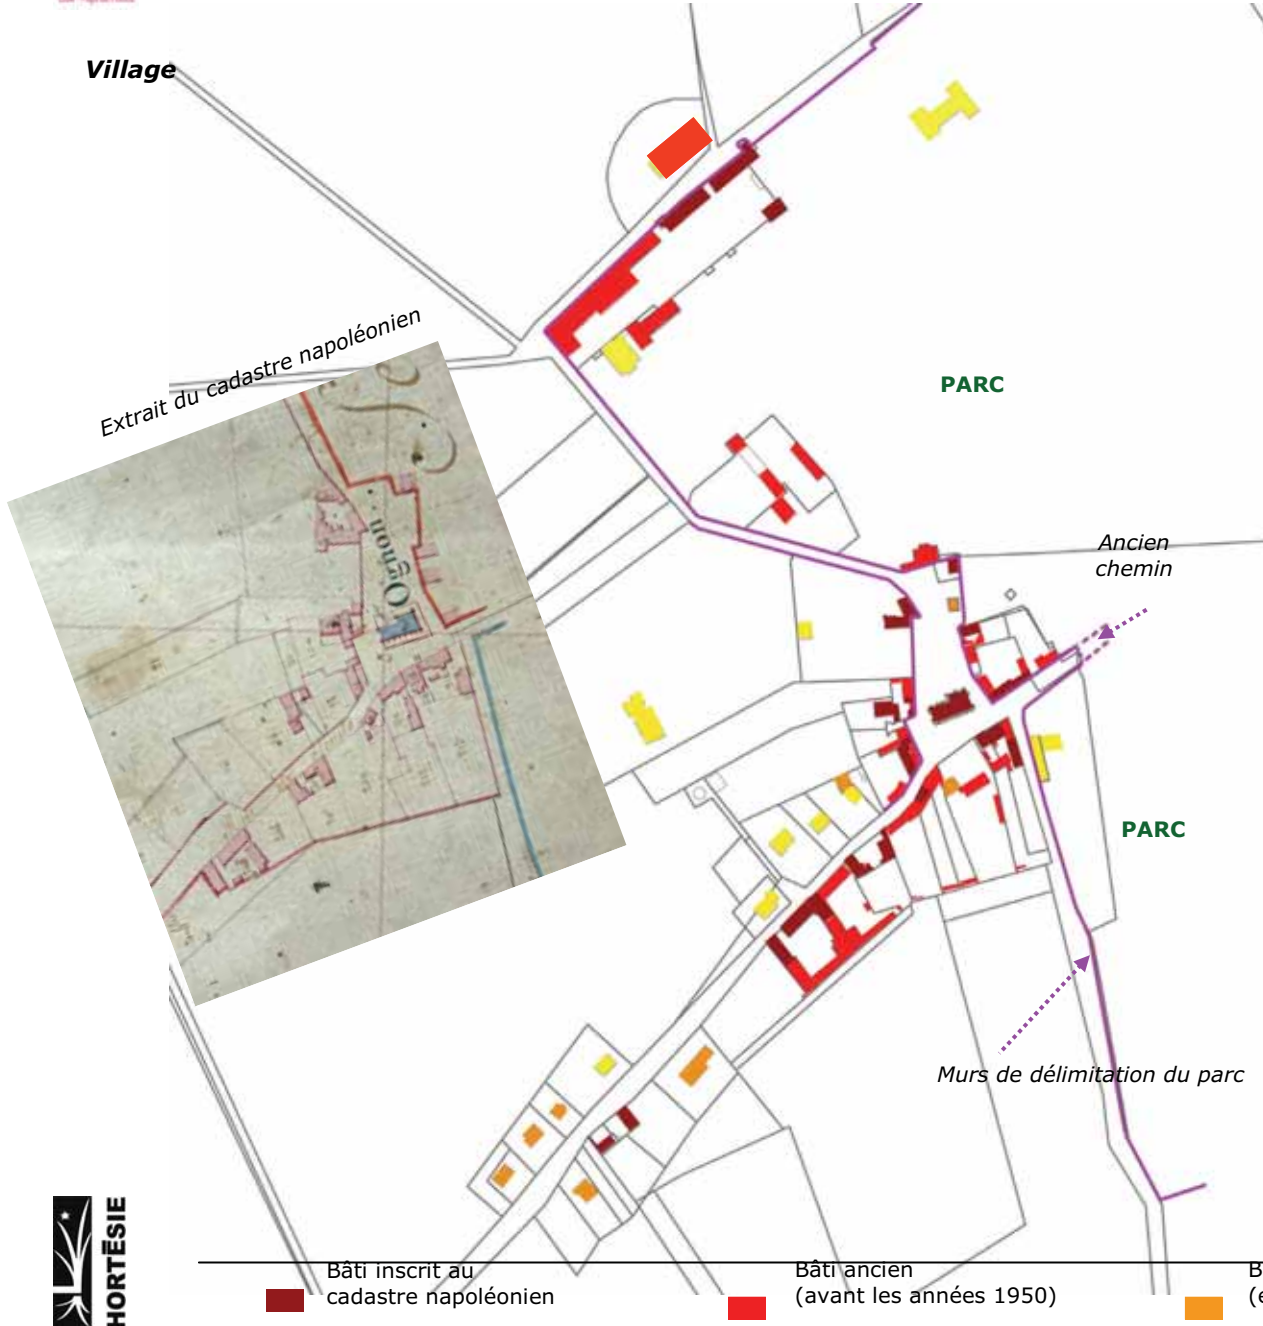 Village
Extrait du cadastre napoléonien
l'Ognon
PARC
Ancien
chemin
PARC
Murs de délimitation du parc
HORTĒSIE
Bâti inscrit au
cadastre napoléonien
Bâti ancien
(avant les années 1950)